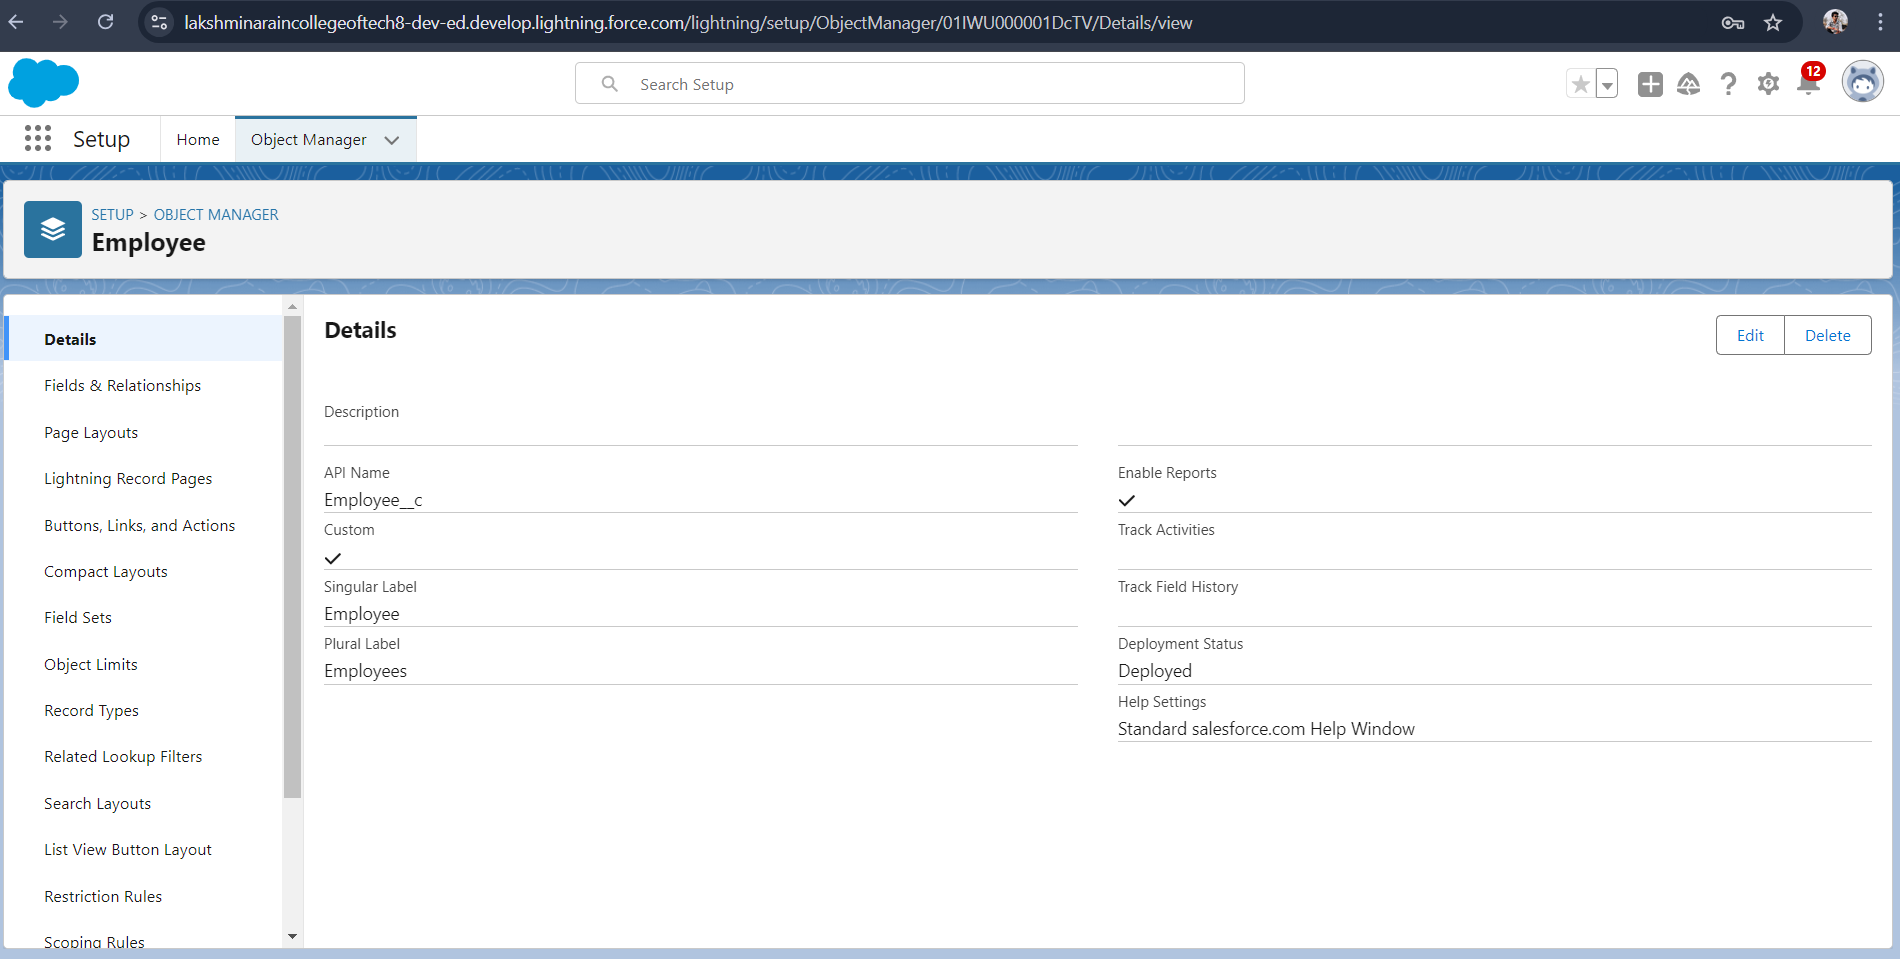 lakshminaraincollegeoftech8-dev-ed.develop.lightning.force.com/lightning/setup/ObjectManager/01IWU000001DcTV/Details/view
Search Setup
12
Setup
Home
Object Manager
SETUP > OBJECT MANAGER
Employee
Details
Fields & Relationships
Page Layouts
Lightning Record Pages
Buttons, Links, and Actions
Compact Layouts
Field Sets
Object Limits
Record Types
Related Lookup Filters
Search Layouts
List View Button Layout
Restriction Rules
Scoping Rules
Details
Edit
Delete
Description
API Name
Employee__c
Custom
Singular Label
Employee
Plural Label
Employees
Enable Reports
Track Activities
Track Field History
Deployment Status
Deployed
Help Settings
Standard salesforce.com Help Window